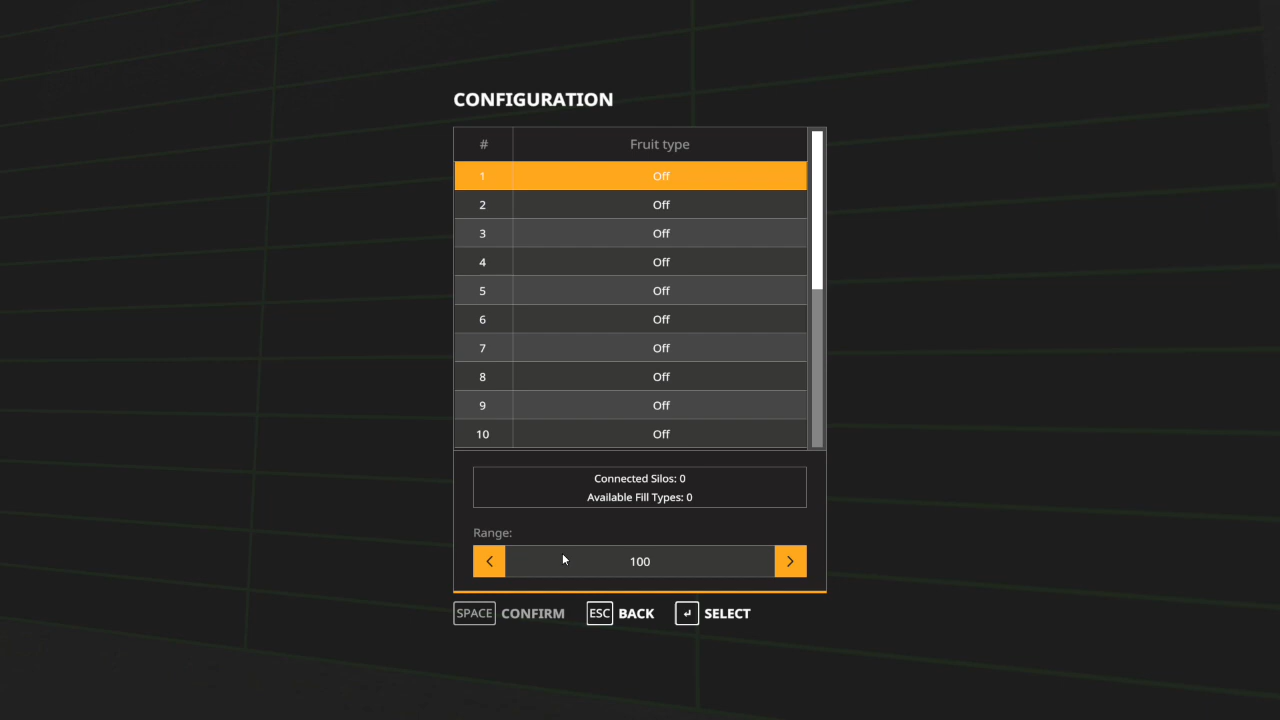 CONFIGURATION
# Fruit type
1 Off
2 Off
3 Off
4 Off
5 Off
6 Off
7 Off
8 Off
9 Off
10 Off
Connected Silos: 0
Available Fill Types: 0
Range:
100
SPACE CONFIRM ESC BACK ↵ SELECT